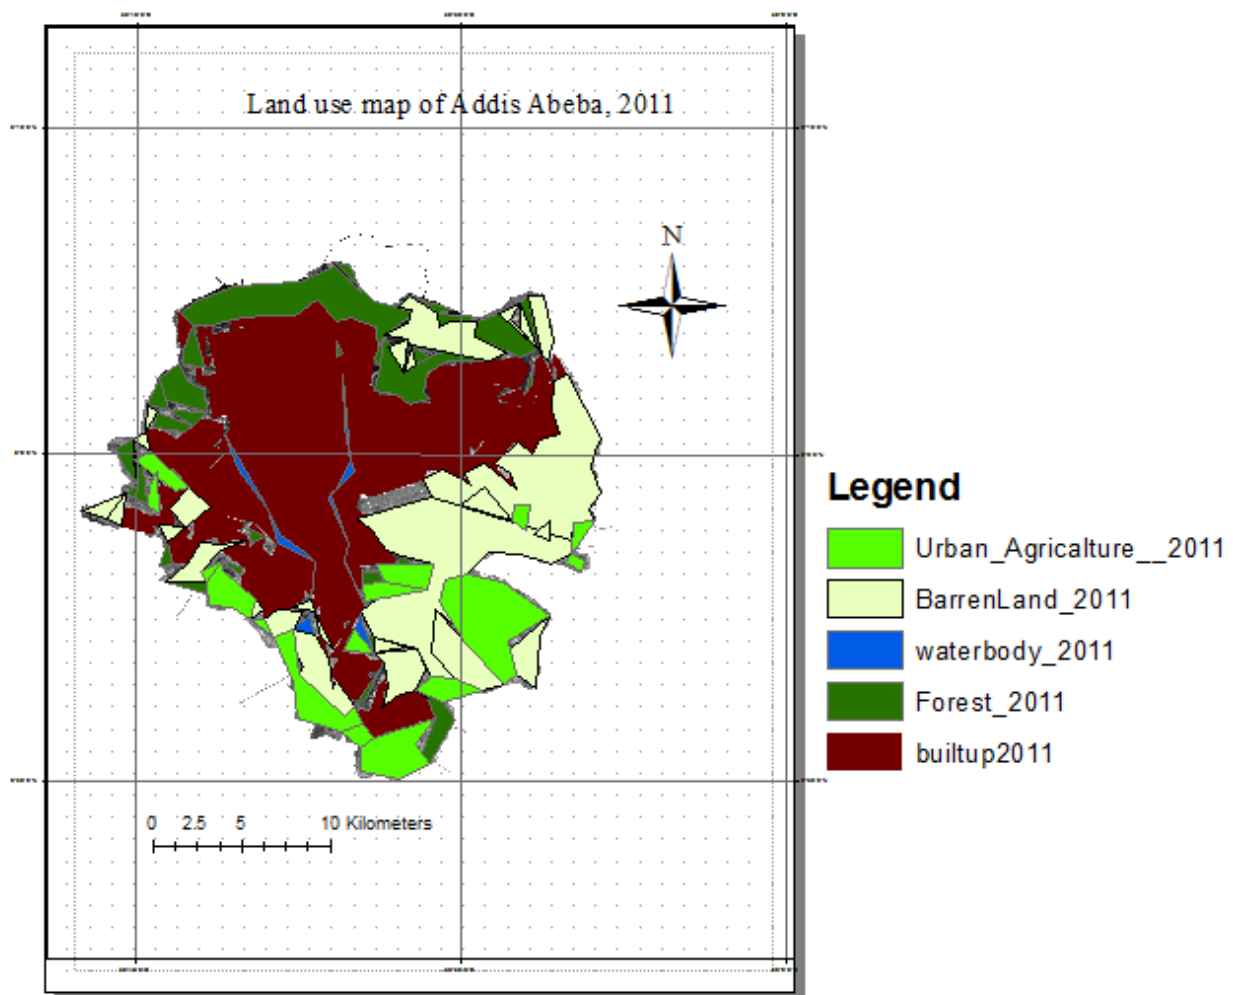 Land use map of Addis Abeba, 2011
N
Legend
Urban_Agricalture__2011
BarrenLand_2011
waterbody_2011
Forest_2011
builtup2011
0 2.5 5 10 Kilometers